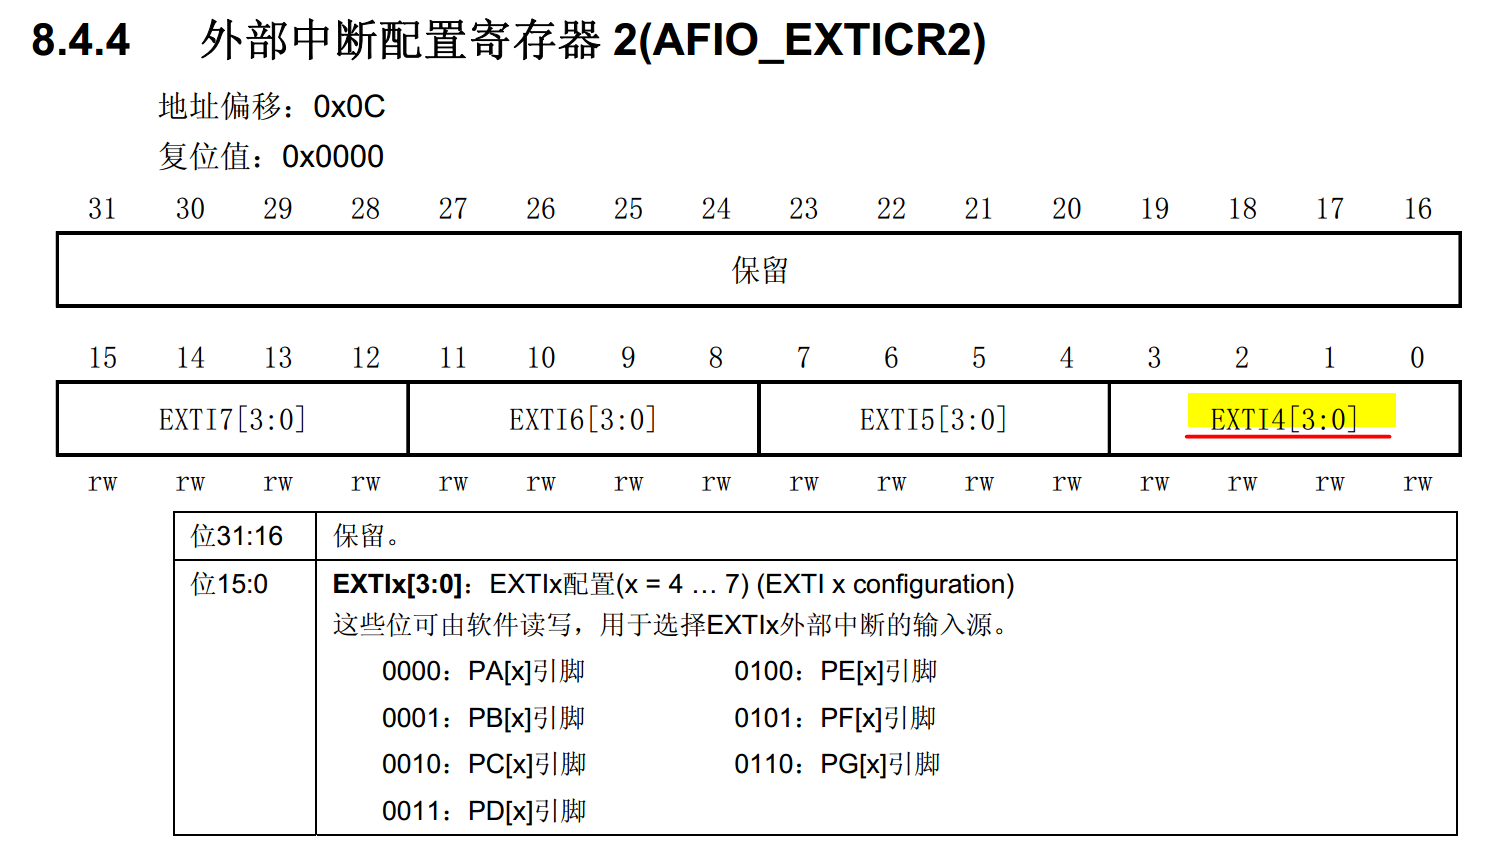 8.4.4 外部中断配置寄存器 2(AFIO_EXTICR2)
地址偏移：0x0C
复位值：0x0000
31 30 29 28 27 26 25 24 23 22 21 20 19 18 17 16
保留
15 14 13 12 11 10 9 8 7 6 5 4 3 2 1 0
EXTI7[3:0] EXTI6[3:0] EXTI5[3:0] EXTI4[3:0]
rw rw rw rw rw rw rw rw rw rw rw rw rw rw rw rw
位31:16 保留。
位15:0 EXTIx[3:0]：EXTIx配置(x = 4 … 7) (EXTI x configuration)
这些位可由软件读写，用于选择EXTIx外部中断的输入源。
0000：PA[x]引脚 0100：PE[x]引脚
0001：PB[x]引脚 0101：PF[x]引脚
0010：PC[x]引脚 0110：PG[x]引脚
0011：PD[x]引脚